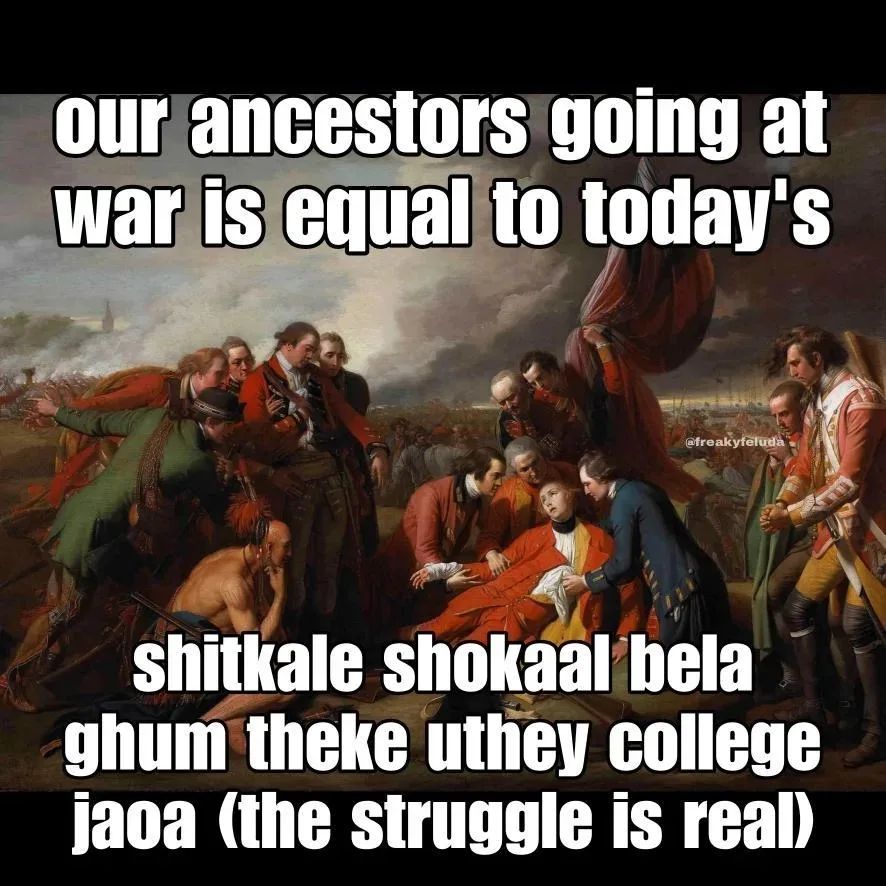 our ancestors going at
war is equal to today's
@freakyfeluda
shitkale shokaal bela
ghum theke uthey college
jaoa (the struggle is real)